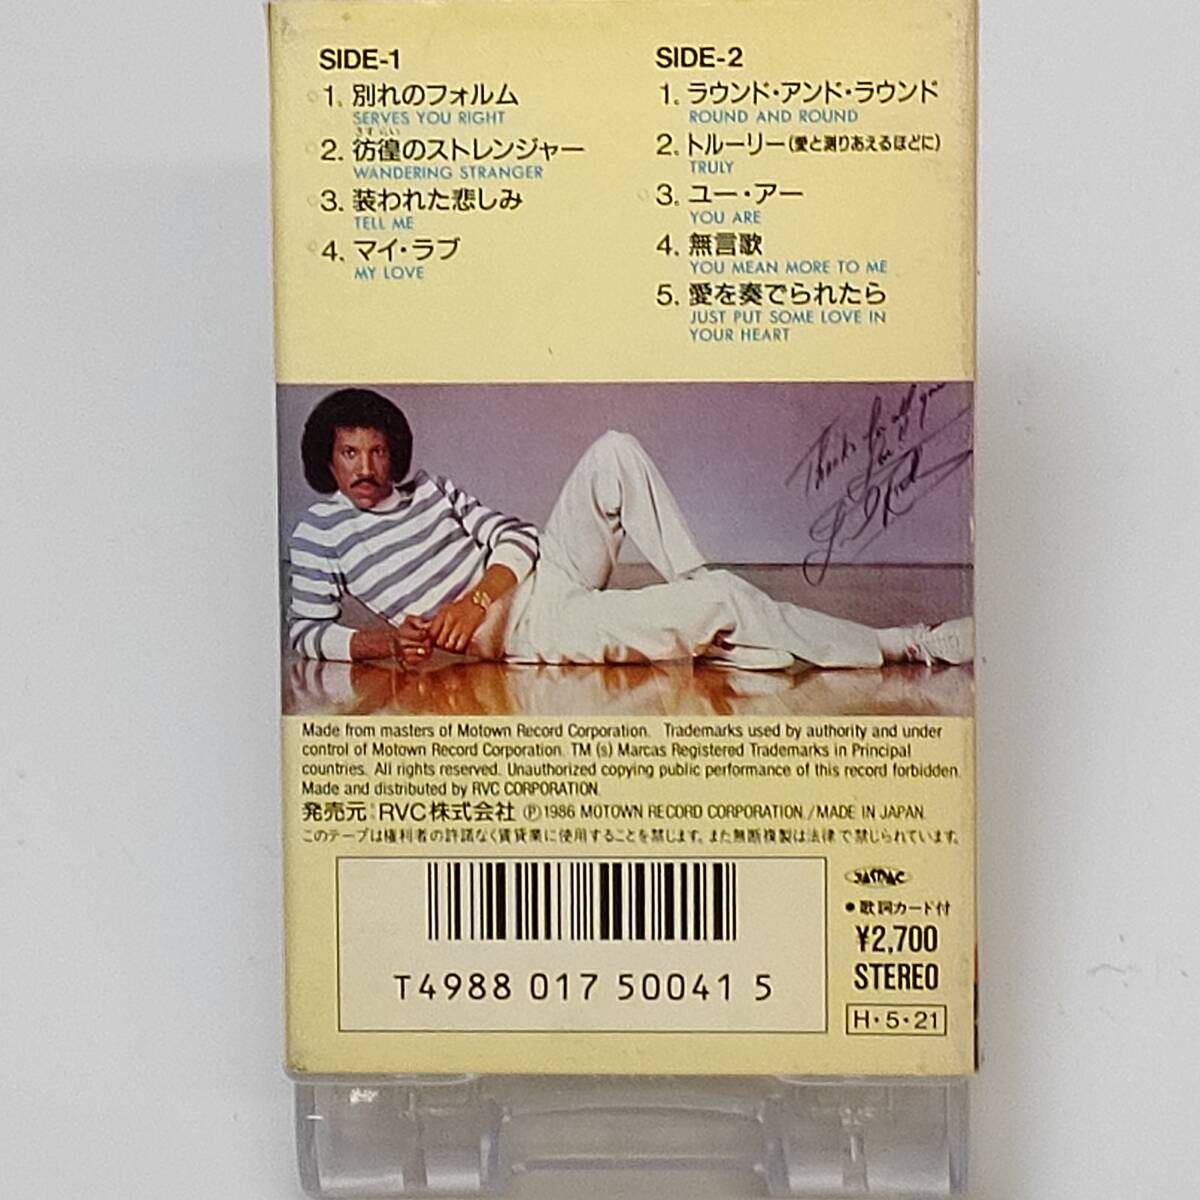 SIDE-1
1. 別れのフォルム
SERVES YOU RIGHT
さすらい
2. 彷徨のストレンジャー
WANDERING STRANGER
3. 装われた悲しみ
TELL ME
4. マイ・ラブ
MY LOVE
SIDE-2
1. ラウンド・アンド・ラウンド
ROUND AND ROUND
2. トルーリー(愛と測りあえるほどに)
TRULY
3. ユー・アー
YOU ARE
4. 無言歌
YOU MEAN MORE TO ME
5. 愛を奏でられたら
JUST PUT SOME LOVE IN
YOUR HEART
Thanks for all you
Made from masters of Motown Record Corporation. Trademarks used by authority and under
control of Motown Record Corporation. TM (s) Marcas Registered Trademarks in Principal
countries. All rights reserved. Unauthorized copying public performance of this record forbidden.
Made and distributed by RVC CORPORATION.
発売元:RVC株式会社 Ⓟ1986 MOTOWN RECORD CORPORATION/MADE IN JAPAN.
このテープは権利者の許諾なく賃貸業に使用することを禁じます。また無断複製は法律で禁じられています。
T4988 017 50041 5
JASRAC
●歌詞カード付
¥2,700
STEREO
H・5・21